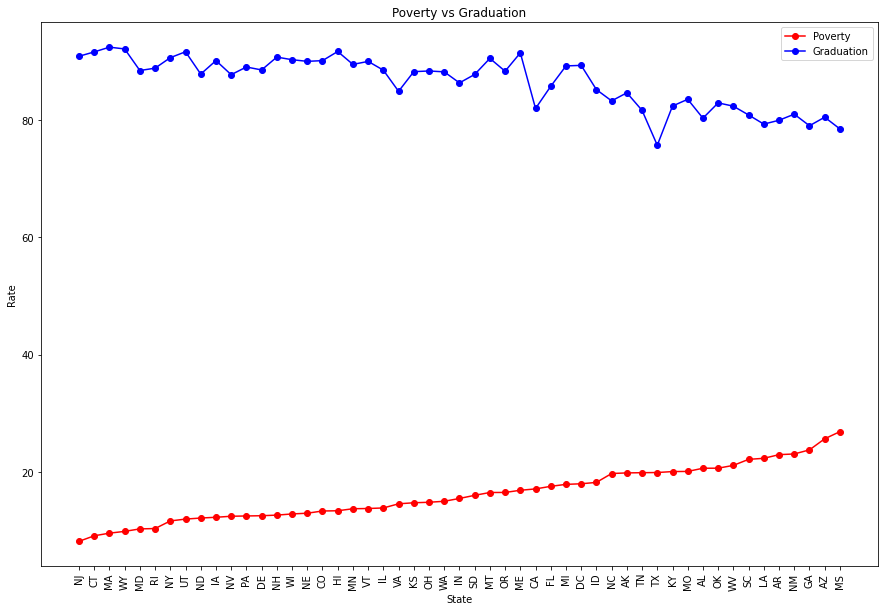 Poverty vs Graduation
Poverty
Graduation
80
60
40
20
Rate
NJ CT MA WY MD RI NY UT ND IA NV PA DE NH WI NE CO HI MN VT IL VA KS OH WA IN SD MT OR ME CA FL MI DC ID NC AK TN TX KY MO AL OK WV SC LA AR NM GA AZ MS
State